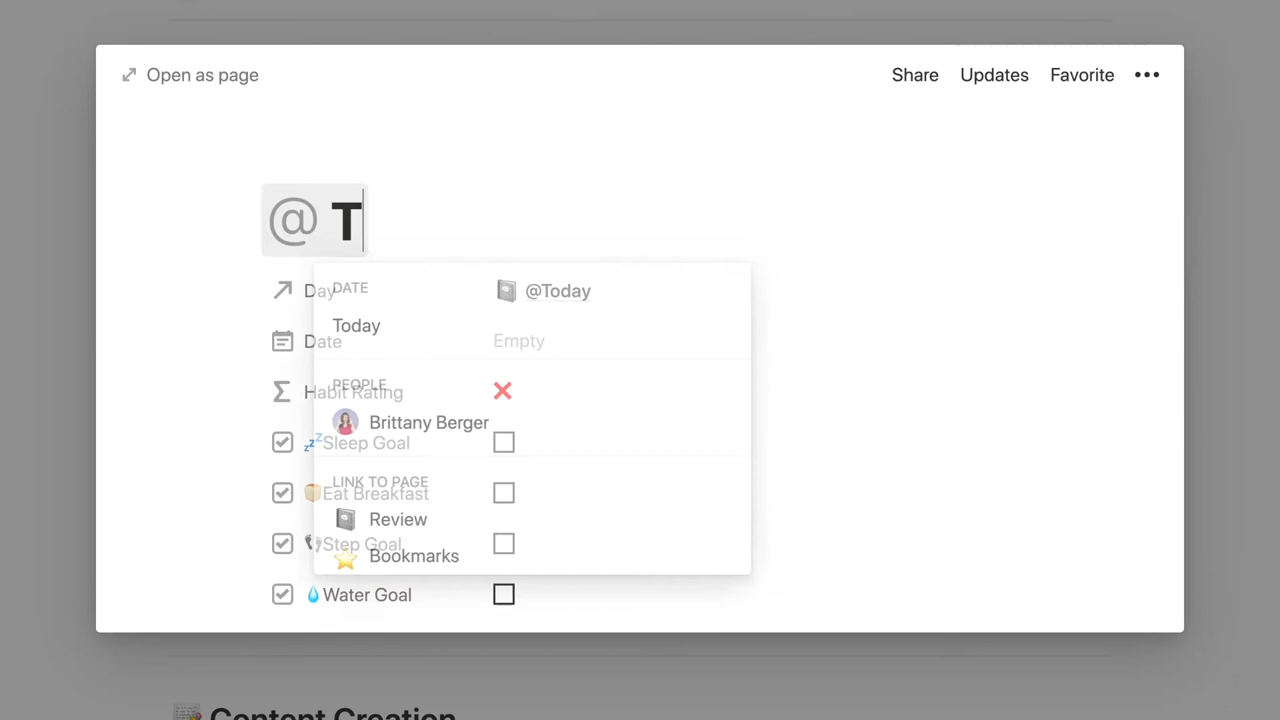 Open as page Share Updates Favorite •••
@ T
Day DATE @Today
Today
Date Empty
PEOPLE
Habit Rating
Brittany Berger
Sleep Goal
LINK TO PAGE
Eat Breakfast
Review
Step Goal
Bookmarks
Water Goal
Content Creation